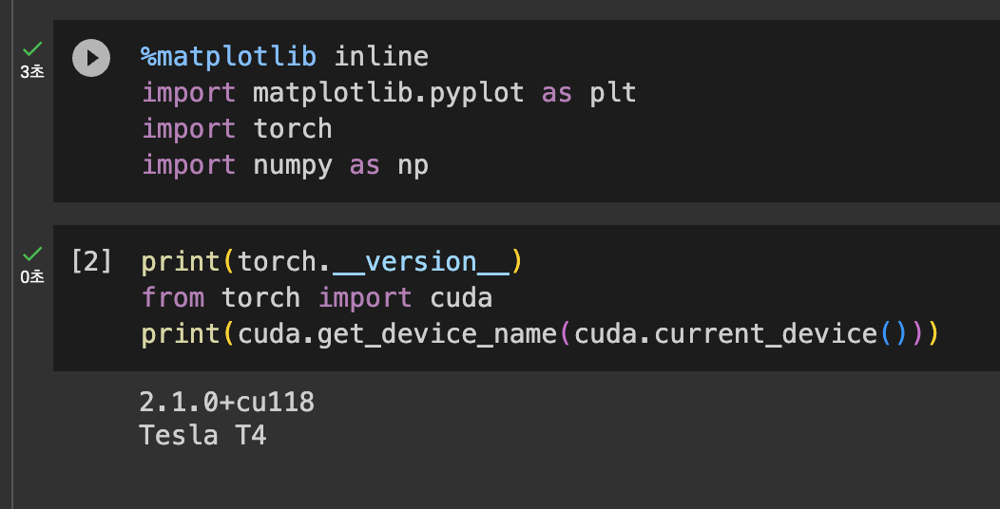 %matplotlib inline
3초
import matplotlib.pyplot as plt
import torch
import numpy as np
[2] print(torch.__version__)
0초
from torch import cuda
print(cuda.get_device_name(cuda.current_device()))
2.1.0+cu118
Tesla T4